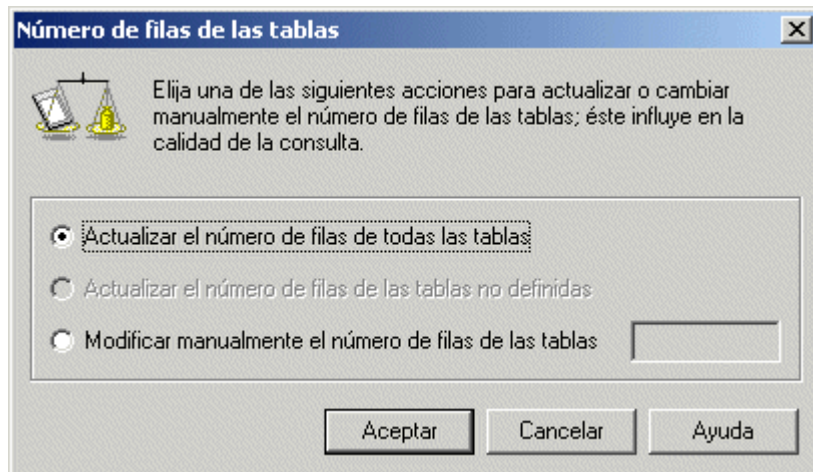 Número de filas de las tablas
Elija una de las siguientes acciones para actualizar o cambiar
manualmente el número de filas de las tablas; éste influye en la
calidad de la consulta.
Actualizar el número de filas de todas las tablas
Actualizar el número de filas de las tablas no definidas
Modificar manualmente el número de filas de las tablas
Aceptar Cancelar Ayuda